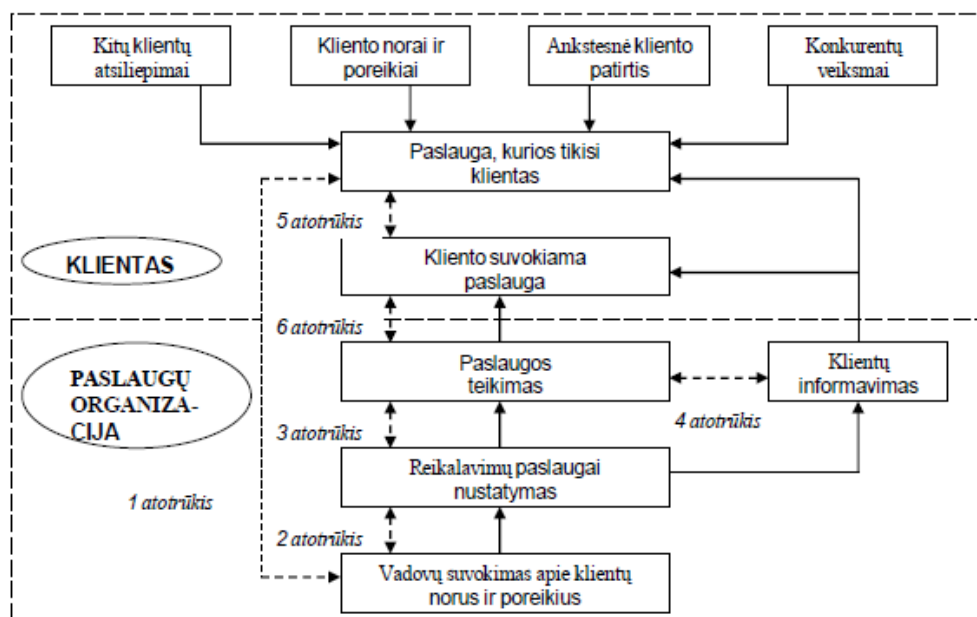 Kitų klientų
atsiliepimai
Kliento norai ir
poreikiai
Ankstesnė kliento
patirtis
Konkurentų
veiksmai
Paslauga, kurios tikisi
klientas
5 atotrūkis
KLIENTAS
Kliento suvokiama
paslauga
6 atotrūkis
PASLAUGŲ
ORGANIZA-
CIJA
Paslaugos
teikimas
Klientų
informavimas
3 atotrūkis
4 atotrūkis
Reikalavimų paslaugai
nustatymas
1 atotrūkis
2 atotrūkis
Vadovų suvokimas apie klientų
norus ir poreikius